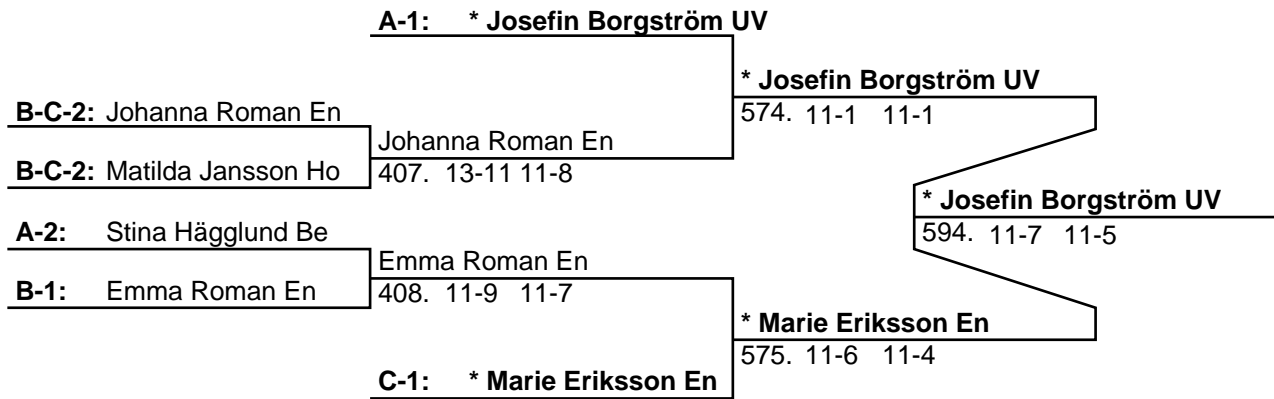 A-1: * Josefin Borgström UV
* Josefin Borgström UV
B-C-2: Johanna Roman En
574. 11-1 11-1
Johanna Roman En
B-C-2: Matilda Jansson Ho
407. 13-11 11-8
* Josefin Borgström UV
A-2: Stina Hägglund Be
594. 11-7 11-5
Emma Roman En
B-1: Emma Roman En
408. 11-9 11-7
* Marie Eriksson En
575. 11-6 11-4
C-1: * Marie Eriksson En